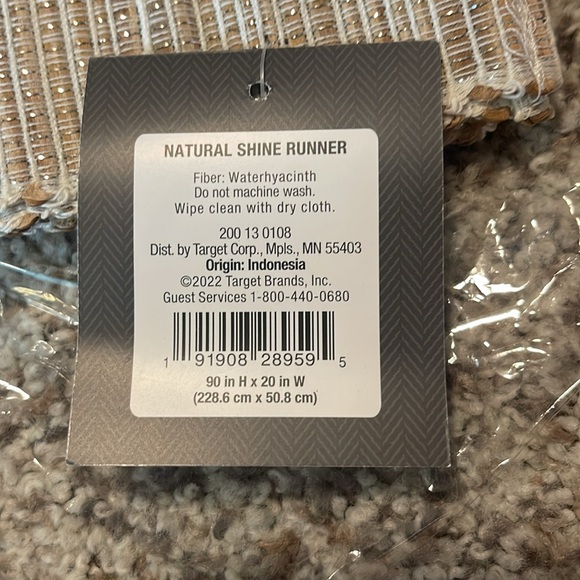 NATURAL SHINE RUNNER
Fiber: Waterhyacinth
Do not machine wash.
Wipe clean with dry cloth.
200 13 0108
Dist. by Target Corp., Mpls., MN 55403
Origin: Indonesia
©2022 Target Brands, Inc.
Guest Services 1-800-440-0680
1 91908 28959 5
90 in H x 20 in W
(228.6 cm x 50.8 cm)